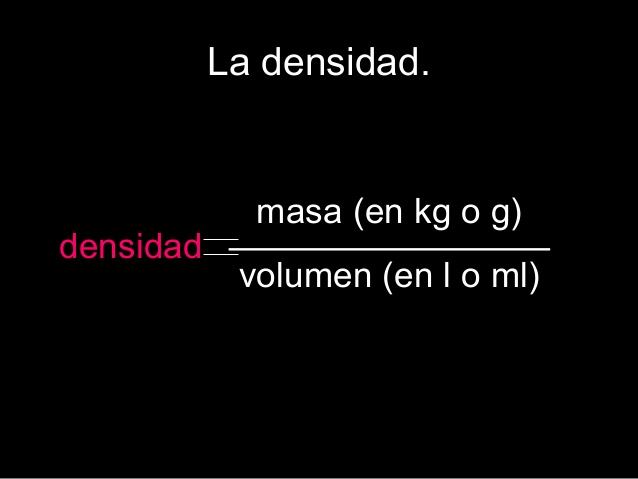 La densidad.
masa (en kg o g)
densidad =
volumen (en l o ml)